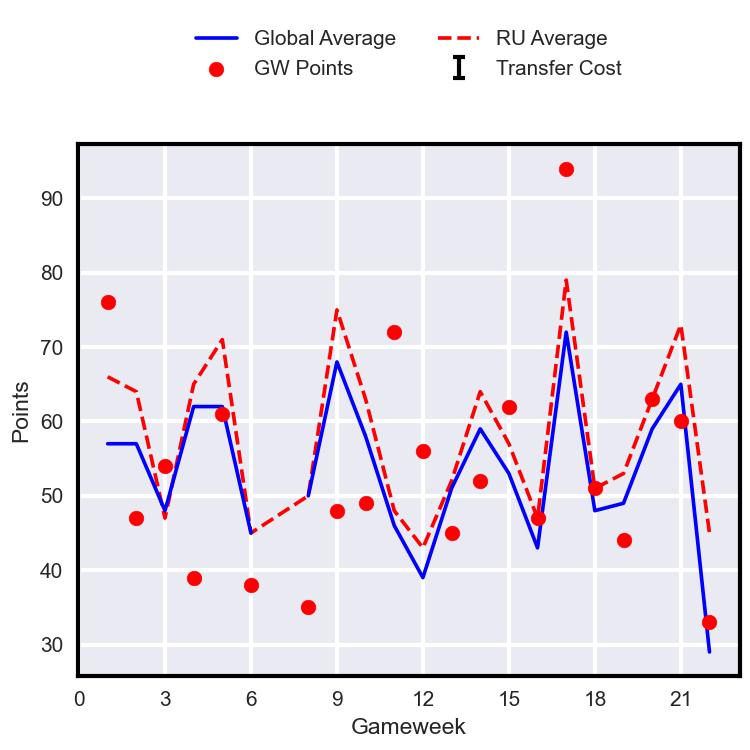 Global Average
RU Average
GW Points
Transfer Cost
90
80
70
60
50
40
30
Points
0 3 6 9 12 15 18 21
Gameweek